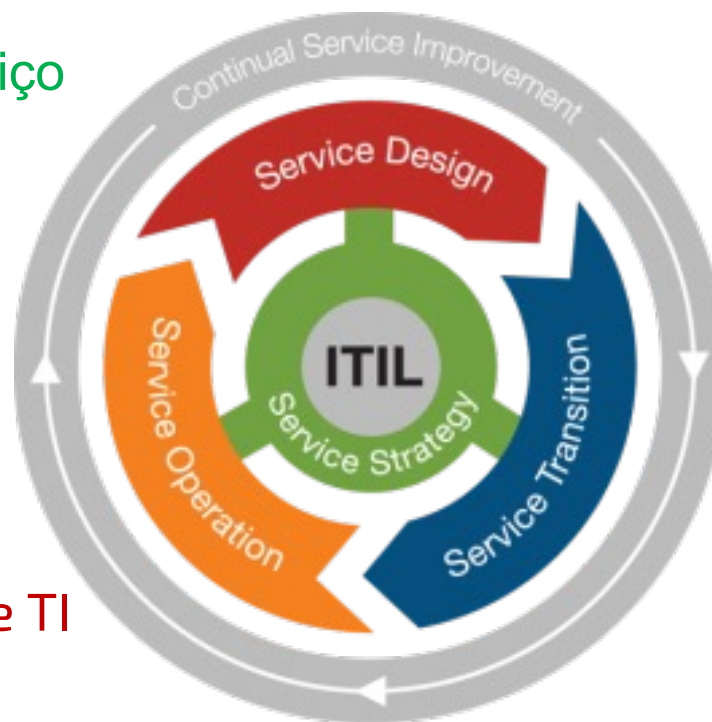 iço
Continual Service Improvement
Service Design
ITIL
Service Strategy
Service Transition
Service Operation
e TI